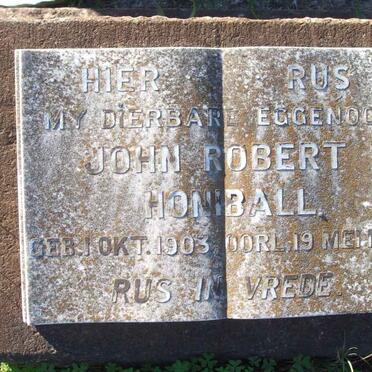 HIER RUS
MY DIERBARE EGGENOO
JOHN ROBERT
HONIBALL.
GEB. 1 OKT. 1903, OORL. 19 MEI
RUS IN VREDE.